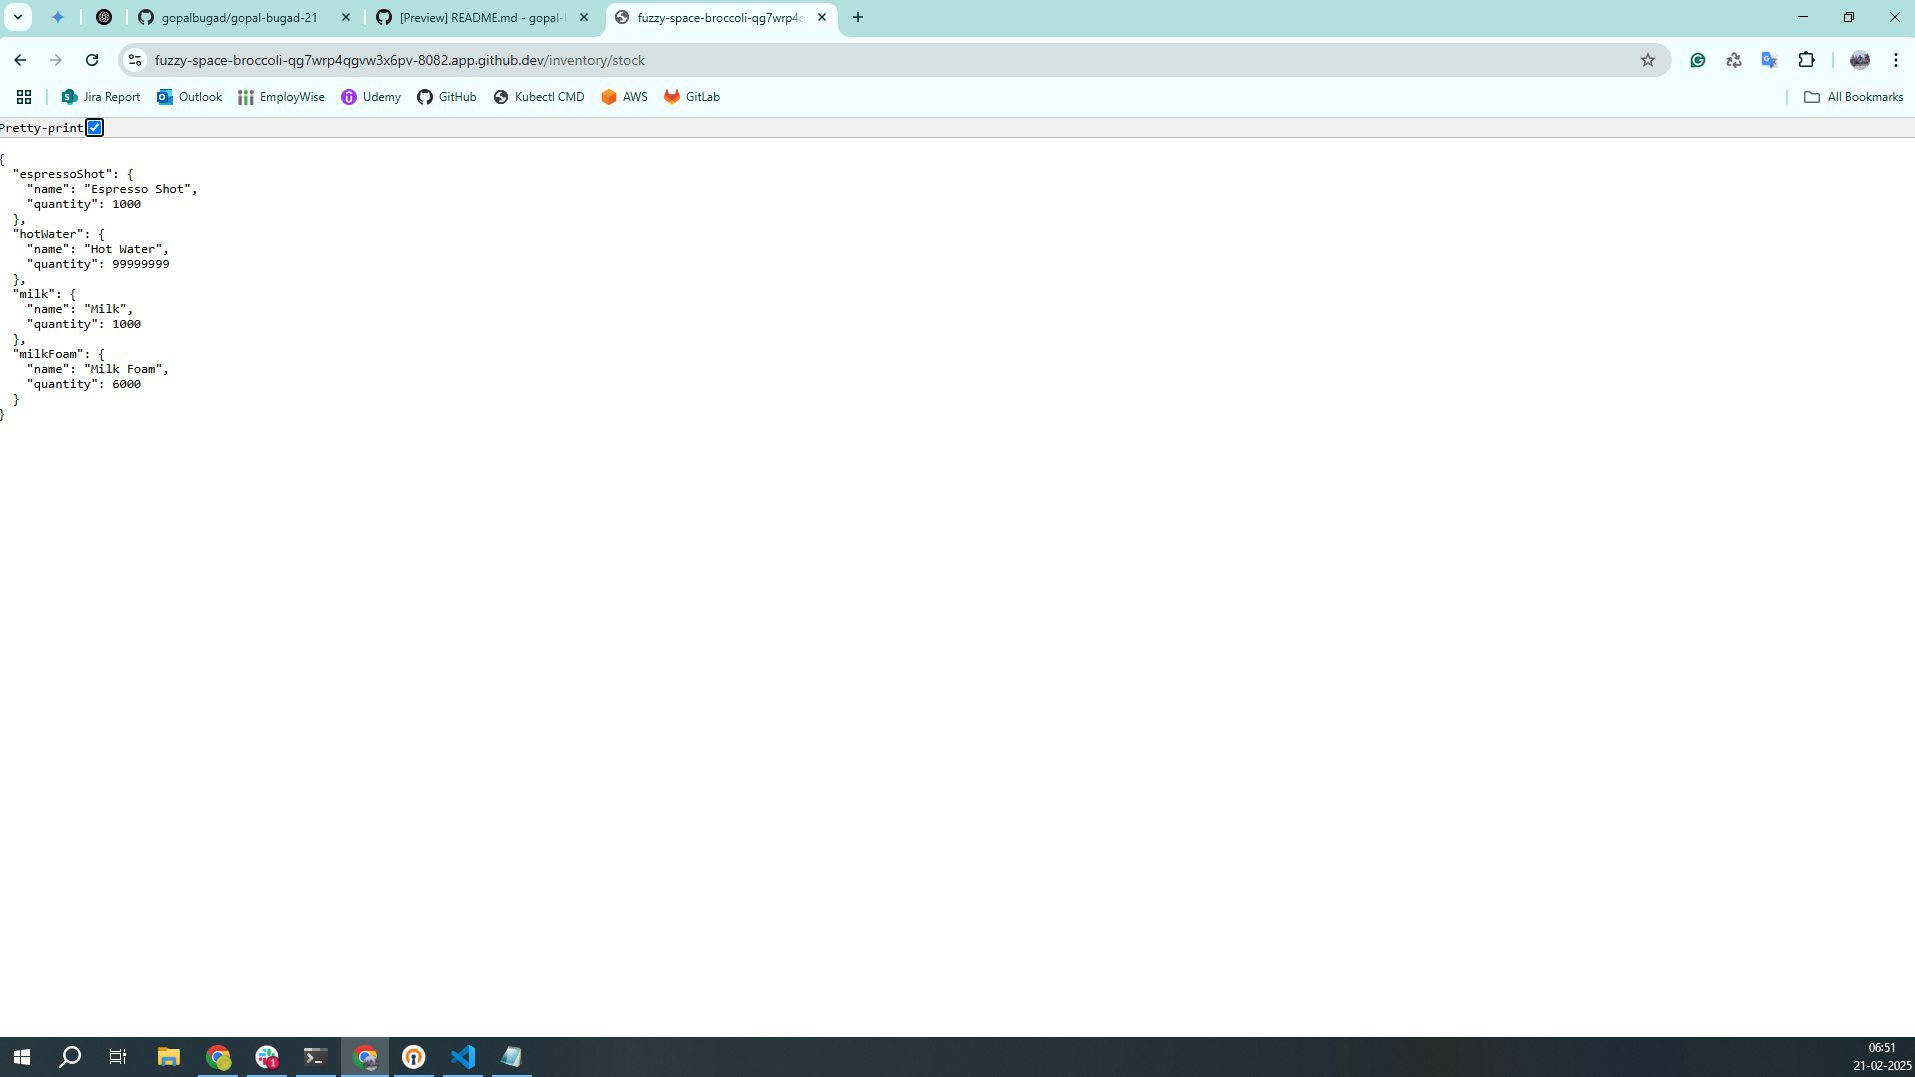 gopalbugad/gopal-bugad-21
[Preview] README.md - gopal-
fuzzy-space-broccoli-qg7wrp4q
fuzzy-space-broccoli-qg7wrp4qgvw3x6pv-8082.app.github.dev/inventory/stock
Jira Report
Outlook
EmployWise
Udemy
GitHub
Kubectl CMD
AWS
GitLab
All Bookmarks
Pretty-print
{
  "espressoShot": {
    "name": "Espresso Shot",
    "quantity": 1000
  },
  "hotWater": {
    "name": "Hot Water",
    "quantity": 99999999
  },
  "milk": {
    "name": "Milk",
    "quantity": 1000
  },
  "milkFoam": {
    "name": "Milk Foam",
    "quantity": 6000
  }
}
1
06:51
21-02-2025